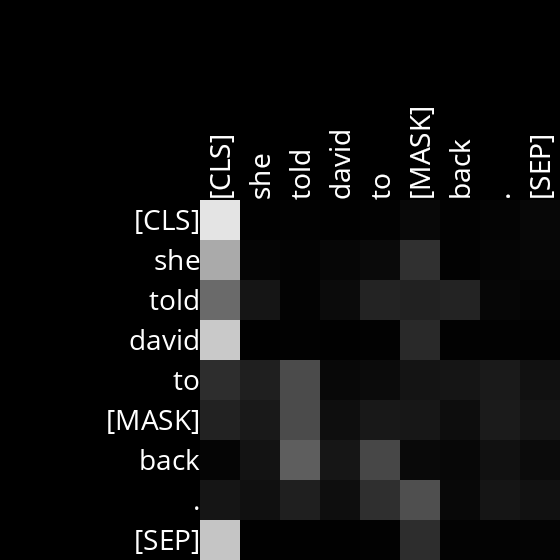 [CLS] she told david to [MASK] back . [SEP]
[CLS]
she
told
david
to
[MASK]
back
.
[SEP]